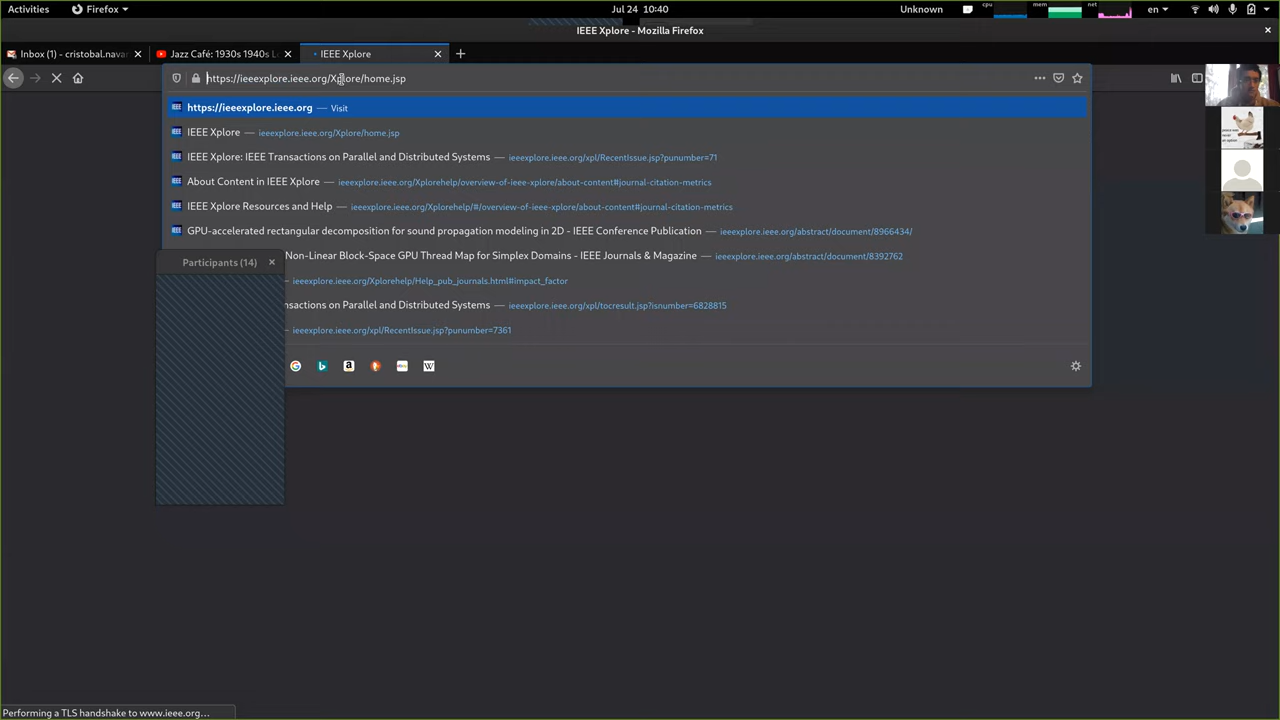 Activities Firefox Jul 24 10:40 Unknown cpu mem net en
IEEE Xplore - Mozilla Firefox
Inbox (1) - cristobal.navar Jazz Café: 1930s 1940s L IEEE Xplore
https://ieeexplore.ieee.org/Xplore/home.jsp
https://ieeexplore.ieee.org — Visit
IEEE Xplore — ieeexplore.ieee.org/Xplore/home.jsp
IEEE Xplore: IEEE Transactions on Parallel and Distributed Systems — ieeexplore.ieee.org/xpl/RecentIssue.jsp?punumber=71
About Content in IEEE Xplore — ieeexplore.ieee.org/Xplorehelp/overview-of-ieee-xplore/about-content#journal-citation-metrics
IEEE Xplore Resources and Help — ieeexplore.ieee.org/Xplorehelp/#/overview-of-ieee-xplore/about-content#journal-citation-metrics
GPU-accelerated rectangular decomposition for sound propagation modeling in 2D - IEEE Conference Publication — ieeexplore.ieee.org/abstract/document/8966434/
Non-Linear Block-Space GPU Thread Map for Simplex Domains - IEEE Journals & Magazine — ieeexplore.ieee.org/abstract/document/8392762
Participants (14)
ieeexplore.ieee.org/Xplorehelp/Help_pub_journals.html#impact_factor
nsactions on Parallel and Distributed Systems — ieeexplore.ieee.org/xpl/tocresult.jsp?isnumber=6828815
ieeexplore.ieee.org/xpl/RecentIssue.jsp?punumber=7361
Performing a TLS handshake to www.ieee.org…